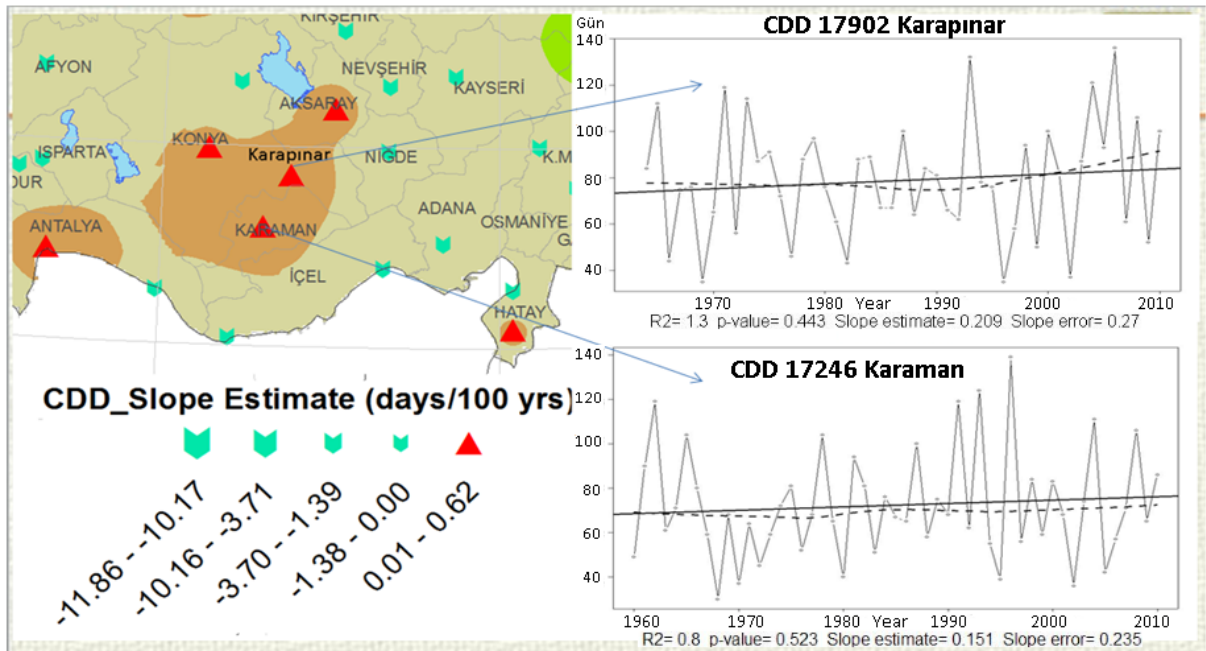 KIRŞEHİR
AFYON
NEVŞEHİR
KAYSERİ
AKSARAY
KONYA
ISPARTA
Karapınar
NİĞDE
K.M
DUR
ADANA
OSMANİYE
ANTALYA
KARAMAN
GA
İÇEL
HATAY
CDD_Slope Estimate (days/100 yrs)
-11.86 - -10.17
-10.16 - -3.71
-3.70 - -1.39
-1.38 - 0.00
0.01 - 0.62
Gün
CDD 17902 Karapınar
140
120
100
80
60
40
1970
1980
Year
1990
2000
2010
R2= 1.3 p-value= 0.443 Slope estimate= 0.209 Slope error= 0.27
CDD 17246 Karaman
140
120
100
80
60
40
1960
1970
1980
Year
1990
2000
2010
R2= 0.8 p-value= 0.523 Slope estimate= 0.151 Slope error= 0.235